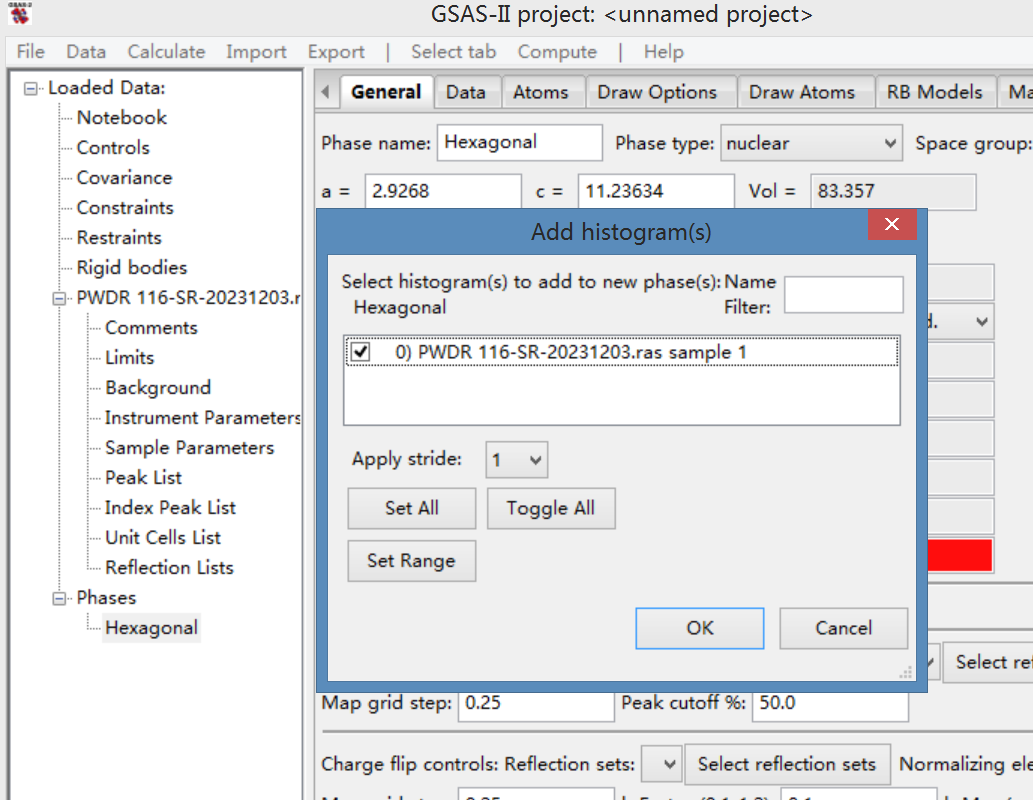 GSAS-II project: <unnamed project>
File Data Calculate Import Export | Select tab Compute | Help
Loaded Data:
Notebook
Controls
Covariance
Constraints
Restraints
Rigid bodies
PWDR 116-SR-20231203.r
Comments
Limits
Background
Instrument Parameters
Sample Parameters
Peak List
Index Peak List
Unit Cells List
Reflection Lists
Phases
Hexagonal
General Data Atoms Draw Options Draw Atoms RB Models Ma
Phase name: Hexagonal Phase type: nuclear Space group:
a = 2.9268 c = 11.23634 Vol = 83.357
Add histogram(s)
Select histogram(s) to add to new phase(s): Name
Hexagonal Filter:
0) PWDR 116-SR-20231203.ras sample 1
d.
Apply stride: 1
Set All Toggle All
Set Range
OK Cancel
Select ref
Map grid step: 0.25 Peak cutoff %: 50.0
Charge flip controls: Reflection sets: Select reflection sets Normalizing ele